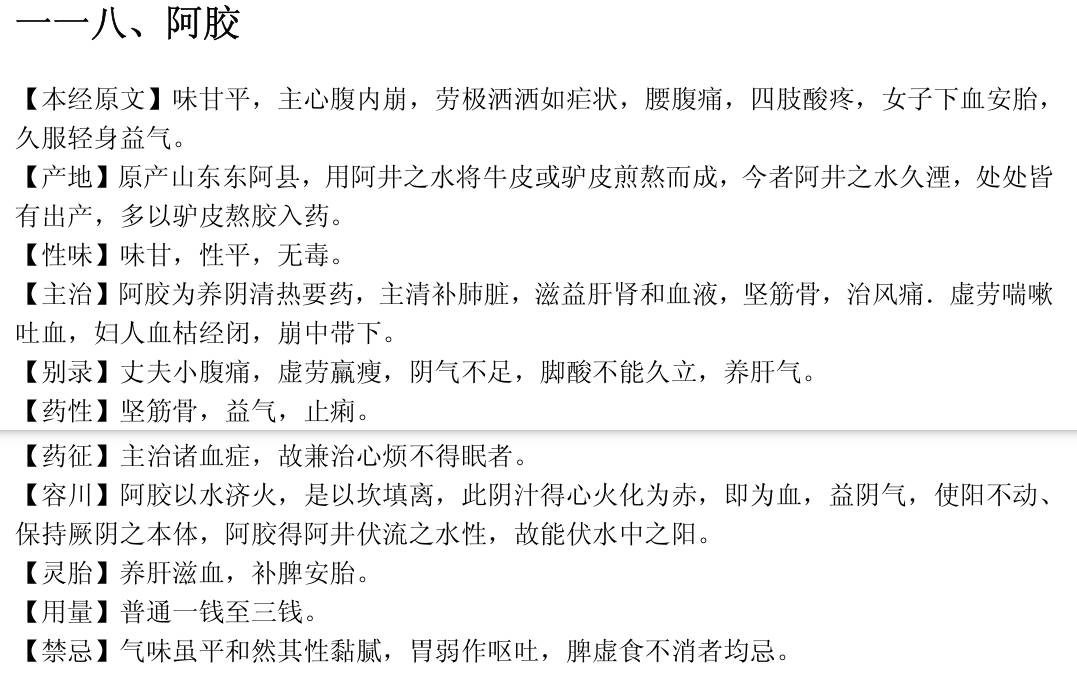 一一八、阿胶
【本经原文】味甘平，主心腹内崩，劳极洒洒如疟状，腰腹痛，四肢酸疼，女子下血安胎，
久服轻身益气。
【产地】原产山东东阿县，用阿井之水将牛皮或驴皮煎熬而成，今者阿井之水久湮，处处皆
有出产，多以驴皮熬胶入药。
【性味】味甘，性平，无毒。
【主治】阿胶为养阴清热要药，主清补肺脏，滋益肝肾和血液，坚筋骨，治风痛．虚劳喘嗽
吐血，妇人血枯经闭，崩中带下。
【别录】丈夫小腹痛，虚劳羸瘦，阴气不足，脚酸不能久立，养肝气。
【药性】坚筋骨，益气，止痢。
【药征】主治诸血症，故兼治心烦不得眠者。
【容川】阿胶以水济火，是以坎填离，此阴汁得心火化为赤，即为血，益阴气，使阳不动、
保持厥阴之本体，阿胶得阿井伏流之水性，故能伏水中之阳。
【灵胎】养肝滋血，补脾安胎。
【用量】普通一钱至三钱。
【禁忌】气味虽平和然其性黏腻，胃弱作呕吐，脾虚食不消者均忌。